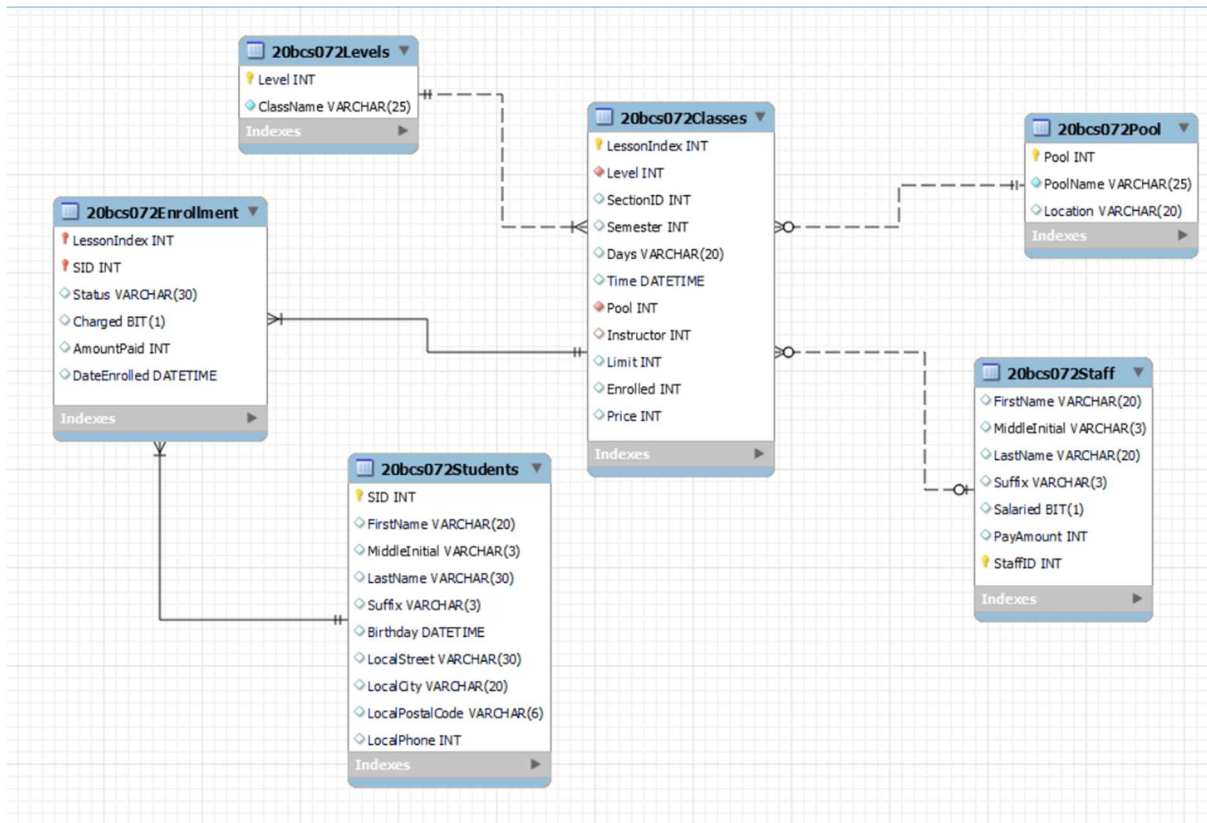 20bcs072Levels
Level INT
ClassName VARCHAR(25)
Indexes
20bcs072Enrollment
LessonIndex INT
SID INT
Status VARCHAR(30)
Charged BIT(1)
AmountPaid INT
DateEnrolled DATETIME
Indexes
20bcs072Classes
LessonIndex INT
Level INT
SectionID INT
Semester INT
Days VARCHAR(20)
Time DATETIME
Pool INT
Instructor INT
Limit INT
Enrolled INT
Price INT
Indexes
20bcs072Pool
Pool INT
PoolName VARCHAR(25)
Location VARCHAR(20)
Indexes
20bcs072Students
SID INT
FirstName VARCHAR(20)
MiddleInitial VARCHAR(3)
LastName VARCHAR(30)
Suffix VARCHAR(3)
Birthday DATETIME
LocalStreet VARCHAR(30)
LocalCity VARCHAR(20)
LocalPostalCode VARCHAR(6)
LocalPhone INT
Indexes
20bcs072Staff
FirstName VARCHAR(20)
MiddleInitial VARCHAR(3)
LastName VARCHAR(20)
Suffix VARCHAR(3)
Salaried BIT(1)
PayAmount INT
StaffID INT
Indexes